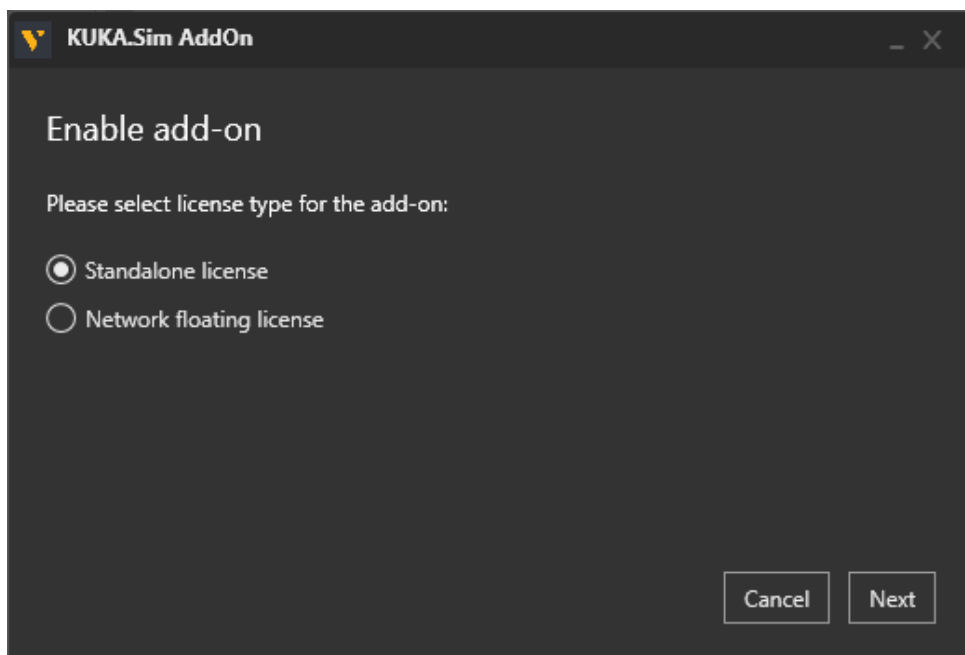 KUKA.Sim AddOn
Enable add-on
Please select license type for the add-on:
Standalone license
Network floating license
Cancel Next